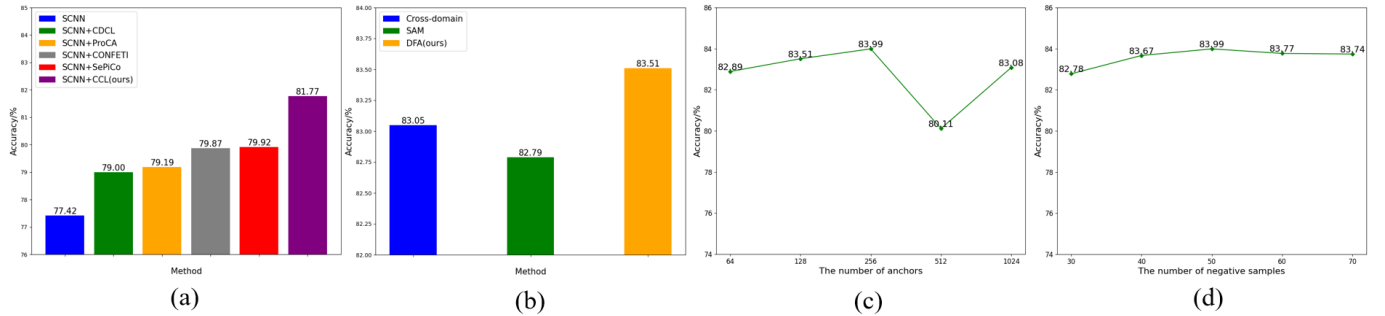 85
84
83
82
81
80
79
78
77
76
Accuracy/%
SCNN
SCNN+CDCL
SCNN+ProCA
SCNN+CONFETI
SCNN+SePiCo
SCNN+CCL(ours)
77.42
79.00
79.19
79.87
79.92
81.77
Method
(a)
84.00
83.75
83.50
83.25
83.00
82.75
82.50
82.25
82.00
Accuracy/%
Cross-domain
SAM
DFA(ours)
83.05
82.79
83.51
Method
(b)
86
84
82
80
78
76
74
Accuracy/%
82.89
83.51
83.99
80.11
83.08
64 128 256 512 1024
The number of anchors
(c)
86
84
82
80
78
76
74
Accuracy/%
82.78
83.67
83.99
83.77
83.74
30 40 50 60 70
The number of negative samples
(d)